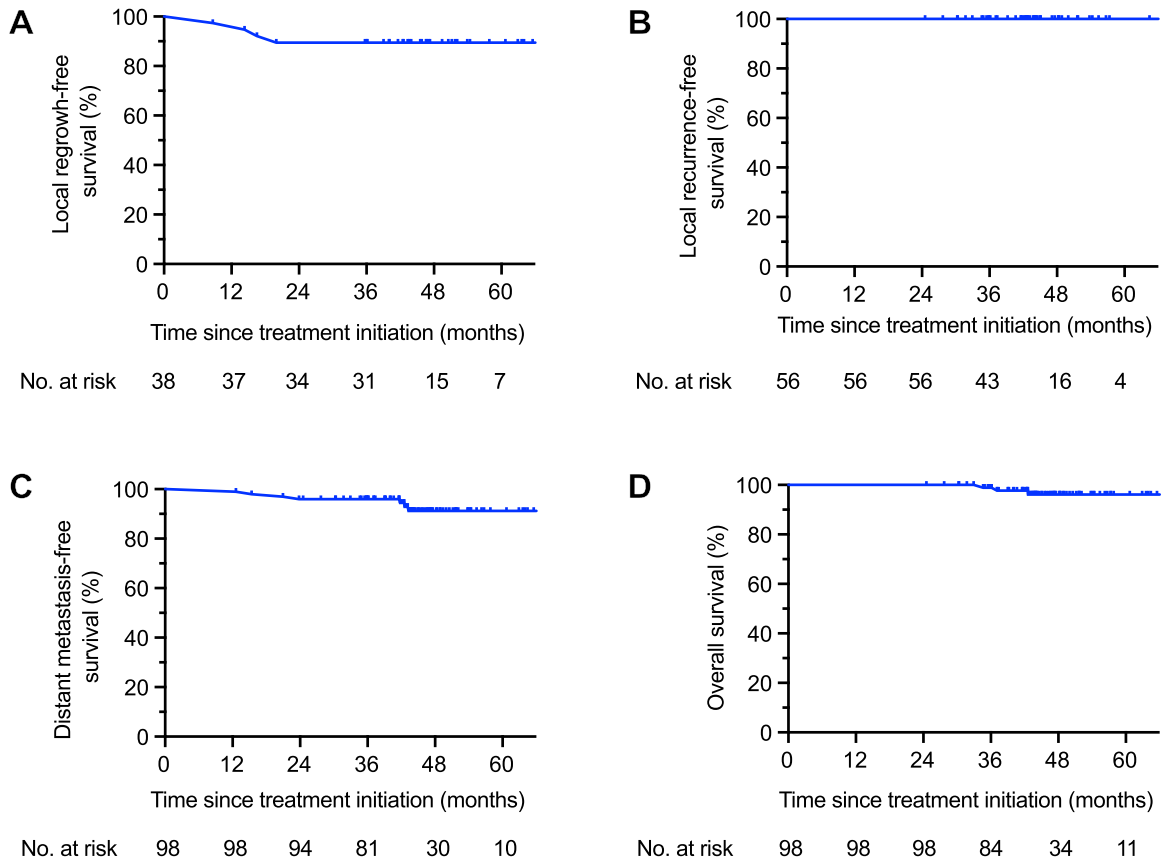 A
Local regrowh-free
survival (%)
100
80
60
40
20
0
0 12 24 36 48 60
Time since treatment initiation (months)
No. at risk 38 37 34 31 15 7
B
Local recurrence-free
survival (%)
100
80
60
40
20
0
0 12 24 36 48 60
Time since treatment initiation (months)
No. at risk 56 56 56 43 16 4
C
Distant metastasis-free
survival (%)
100
80
60
40
20
0
0 12 24 36 48 60
Time since treatment initiation (months)
No. at risk 98 98 94 81 30 10
D
Overall survival (%)
100
80
60
40
20
0
0 12 24 36 48 60
Time since treatment initiation (months)
No. at risk 98 98 98 84 34 11